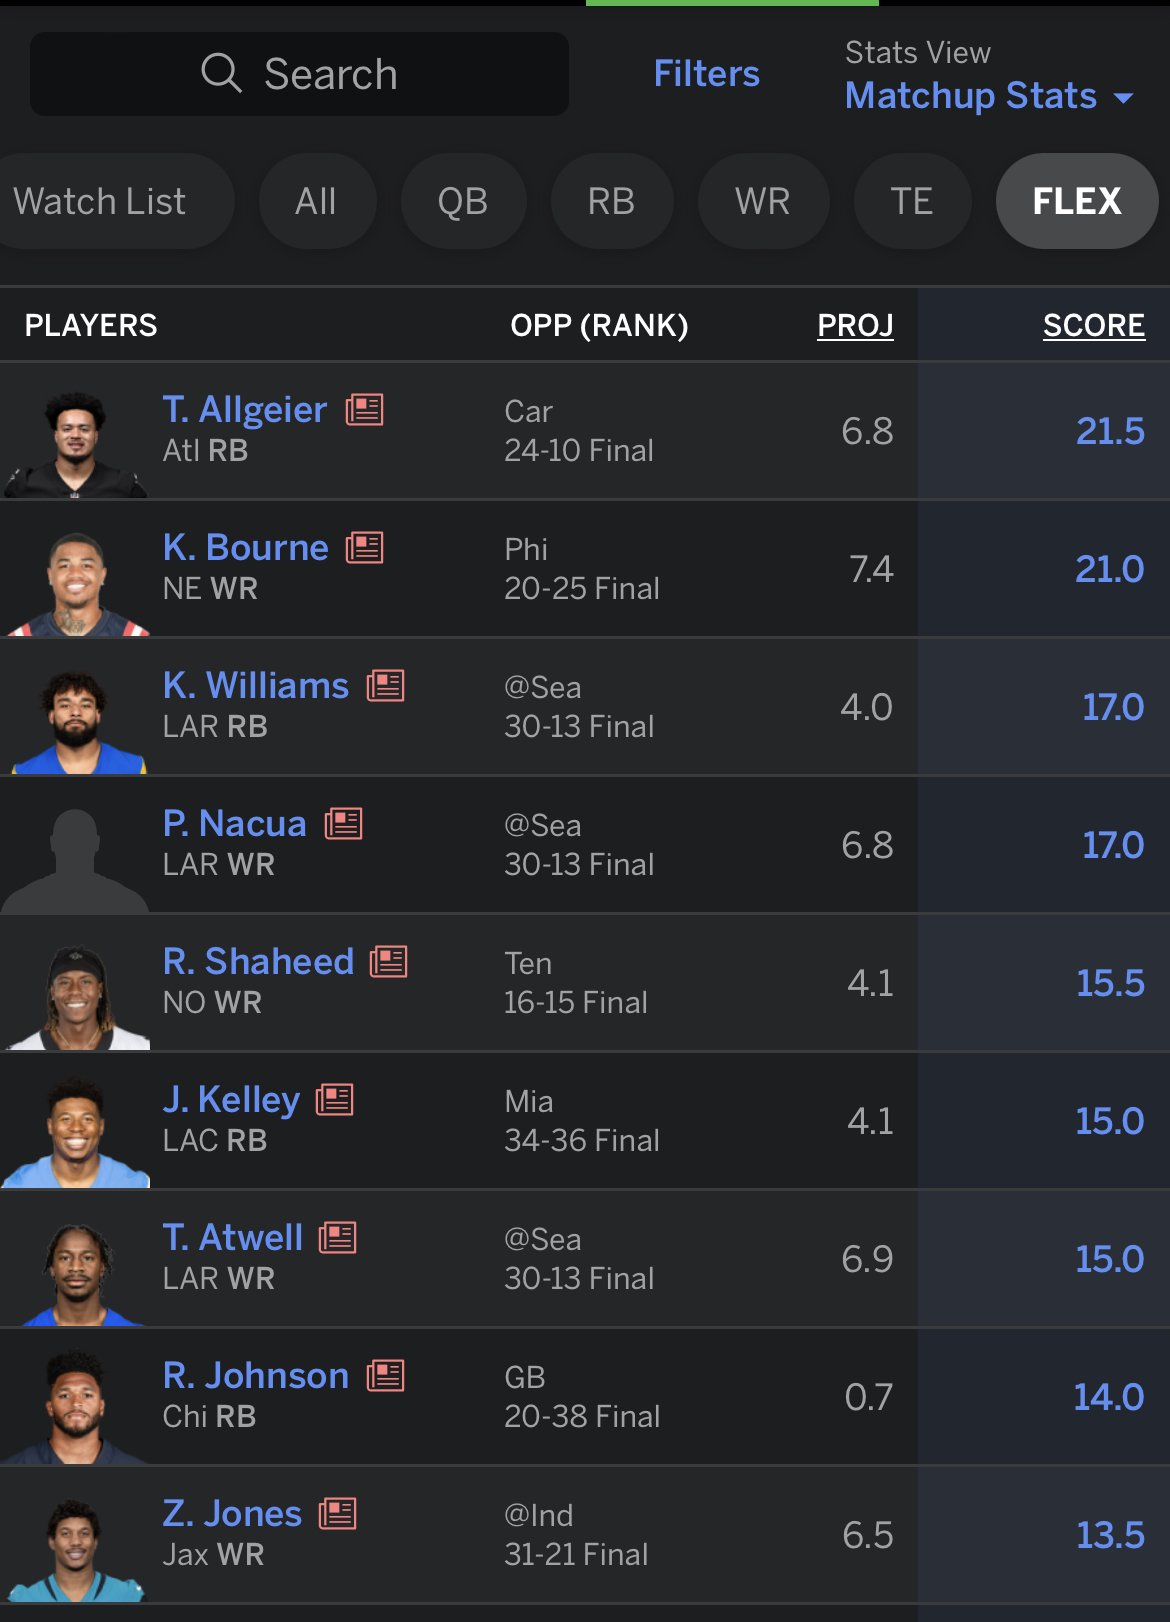 Search
Filters
Stats View
Matchup Stats
Watch List
All
QB
RB
WR
TE
FLEX
PLAYERS OPP (RANK) PROJ SCORE
T. Allgeier
Atl RB
Car
24-10 Final
6.8
21.5
K. Bourne
NE WR
Phi
20-25 Final
7.4
21.0
K. Williams
LAR RB
@Sea
30-13 Final
4.0
17.0
P. Nacua
LAR WR
@Sea
30-13 Final
6.8
17.0
R. Shaheed
NO WR
Ten
16-15 Final
4.1
15.5
J. Kelley
LAC RB
Mia
34-36 Final
4.1
15.0
T. Atwell
LAR WR
@Sea
30-13 Final
6.9
15.0
R. Johnson
Chi RB
GB
20-38 Final
0.7
14.0
Z. Jones
Jax WR
@Ind
31-21 Final
6.5
13.5